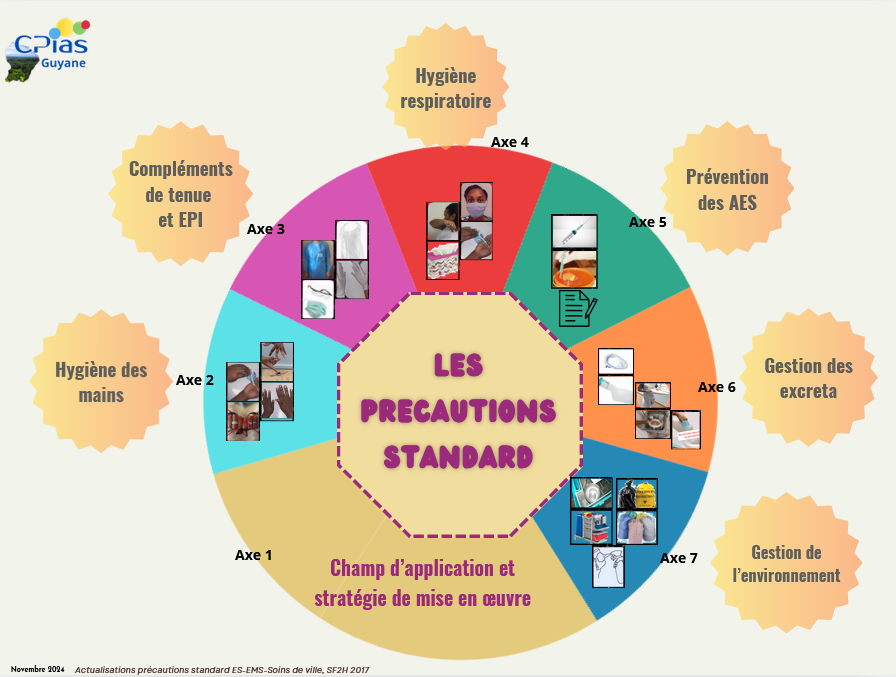 CPias
Guyane
Hygiène
respiratoire
Axe 4
Compléments
de tenue
et EPI
Axe 3
Prévention
des AES
Axe 5
Hygiène des
mains
Axe 2
Gestion des
excreta
Axe 6
LES
PRECAUTIONS
STANDARD
Gestion de
l'environnement
Axe 7
Axe 1
Champ d'application et
stratégie de mise en œuvre
Novembre 2024 Actualisations précautions standard ES-EMS-Soins de ville, SF2H 2017